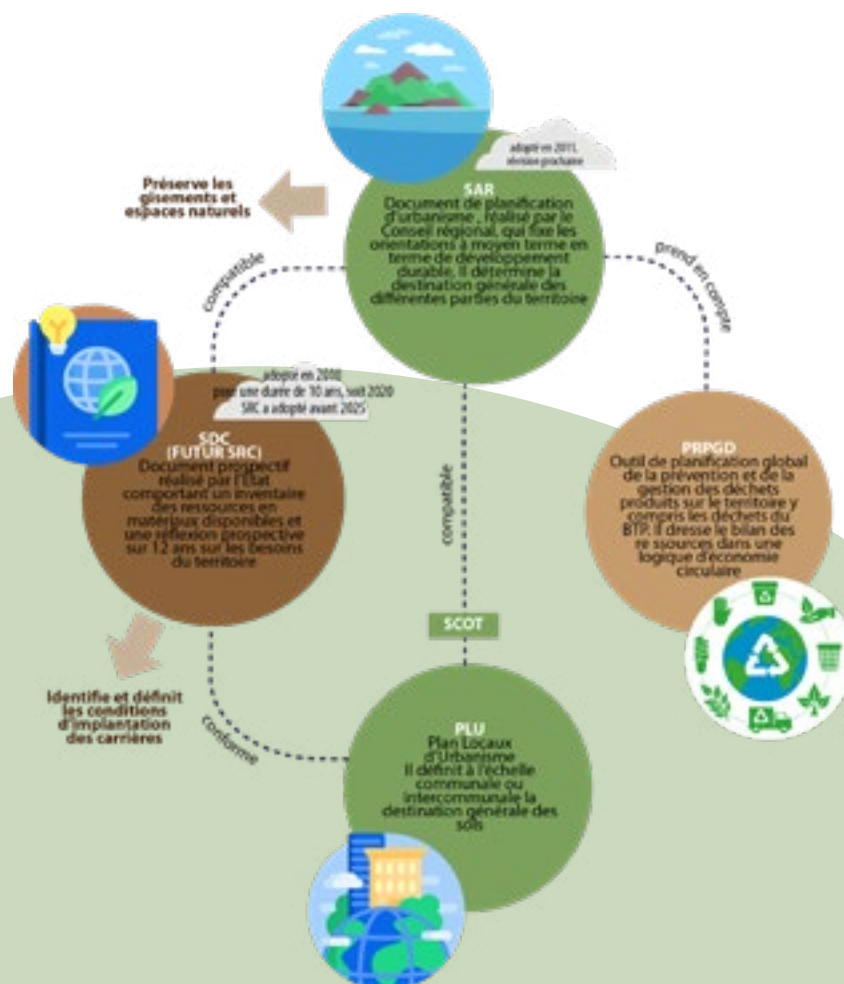 adopté en 2011,
révision prochaine
SAR
Document de planification
d'urbanisme , réalisé par le
Conseil régional, qui fixe les
orientations à moyen terme en
terme de développement
durable. Il détermine la
destination générale des
différentes parties du territoire
Préserve les
gisements et
espaces naturels
compatible
prend en compte
adopté en
pour une durée de 10 ans, soit 2020
SRC a adopté avant 2025
SDC
(FUTUR SRC)
Document prospectif
réalisé par l'Etat
comportant un inventaire
des ressources en
matériaux disponibles et
une réflexion prospective
sur 12 ans sur les besoins
du territoire
compatible
PRPGD
Outil de planification global
de la prévention et de la
gestion des déchets
produits sur le territoire y
compris les déchets du
BTP. Il dresse le bilan des
re ssources dans une
logique d'économie
circulaire
SCOT
Identifie et définit
les conditions
d'implantation
des carrières
conforme
PLU
Plan Locaux
d'Urbanisme
Il définit à l'échelle
communale ou
intercommunale la
destination générale des
sols